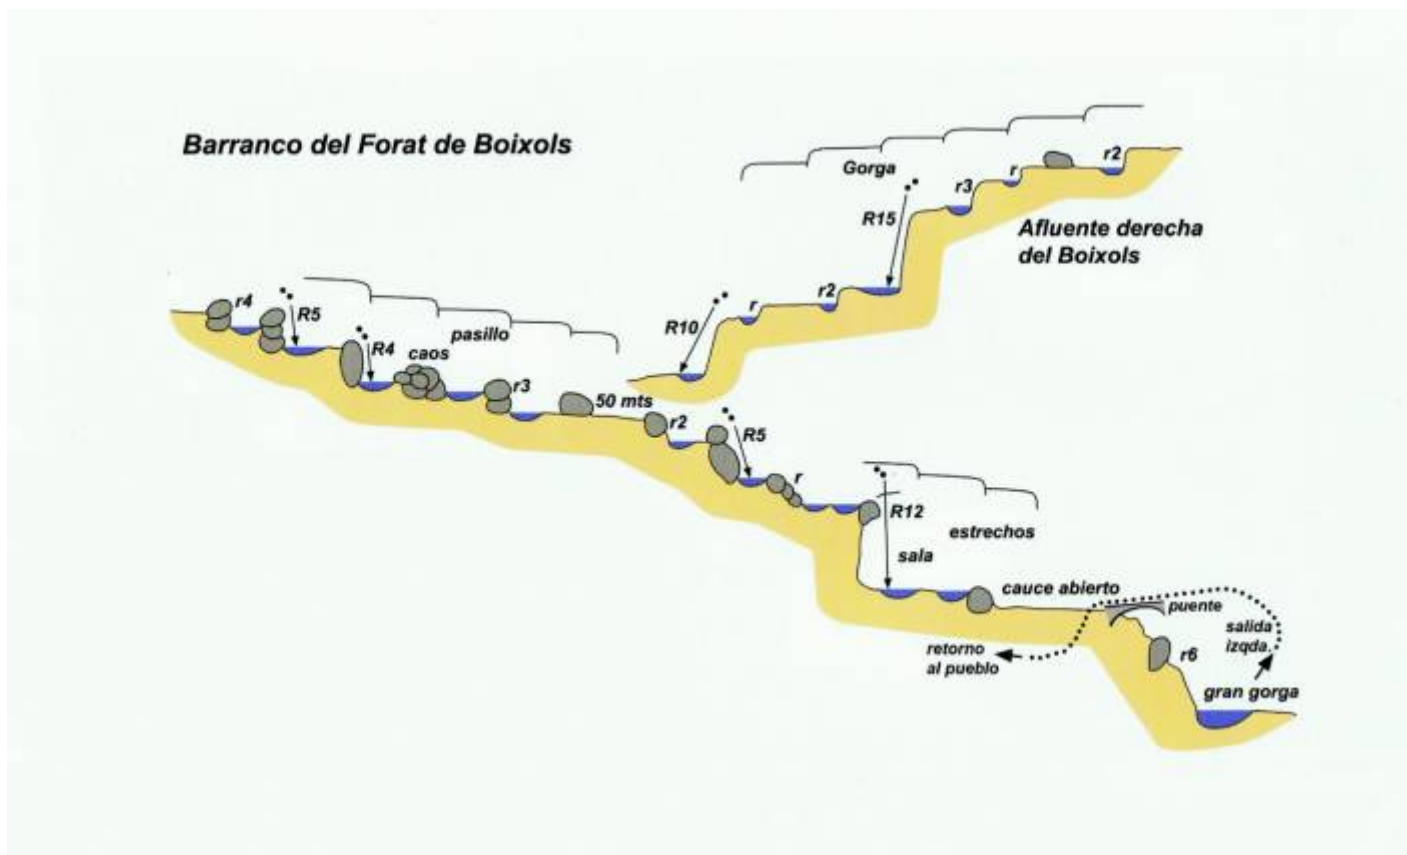 Barranco del Forat de Boixols
Gorga
r2
r
r3
R15
Afluente derecha
del Boixols
r2
r
R10
r4
R5
R4
pasillo
caos
r3
50 mts
r2
R5
r
R12
estrechos
sala
cauce abierto
puente
salida
izqda.
retorno
al pueblo
r6
gran gorga